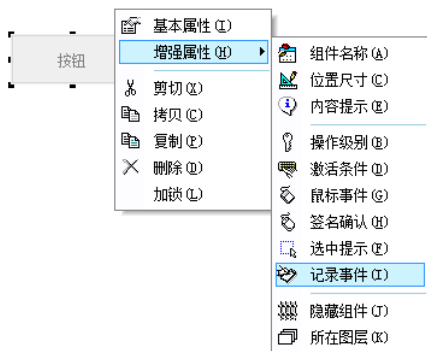 按钮
基本属性(I)
增强属性(H)
剪切(X)
拷贝(C)
复制(P)
删除(D)
加锁(L)
组件名称(A)
位置尺寸(C)
内容提示(E)
操作级别(B)
激活条件(D)
鼠标事件(G)
签名确认(H)
选中提示(F)
记录事件(I)
隐藏组件(J)
所在图层(K)